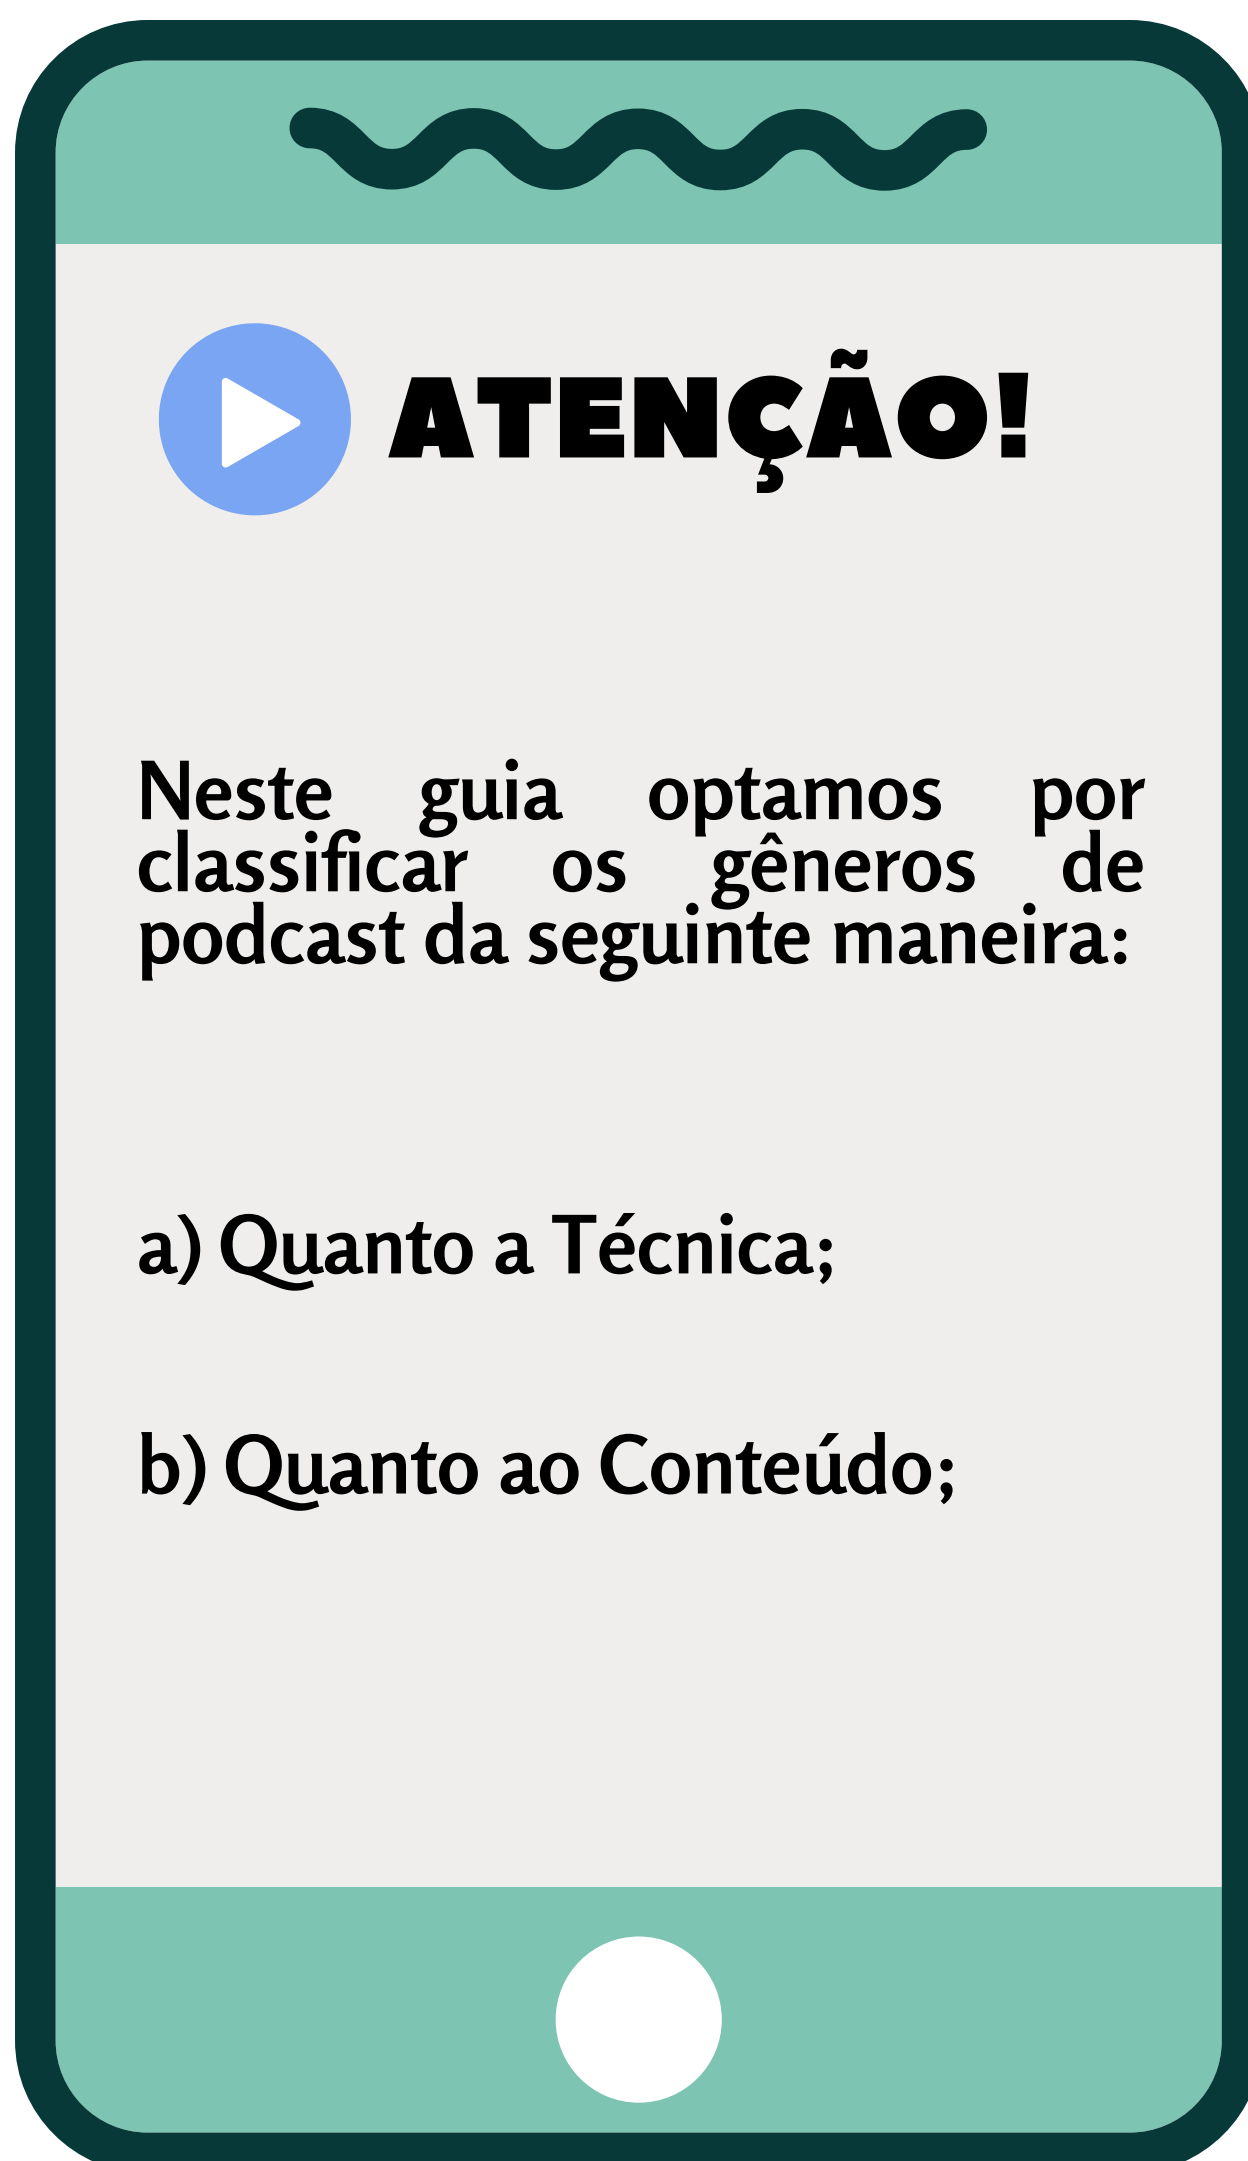 ATENÇÃO!
Neste guia optamos por
classificar os gêneros de
podcast da seguinte maneira:
a) Quanto a Técnica;
b) Quanto ao Conteúdo;